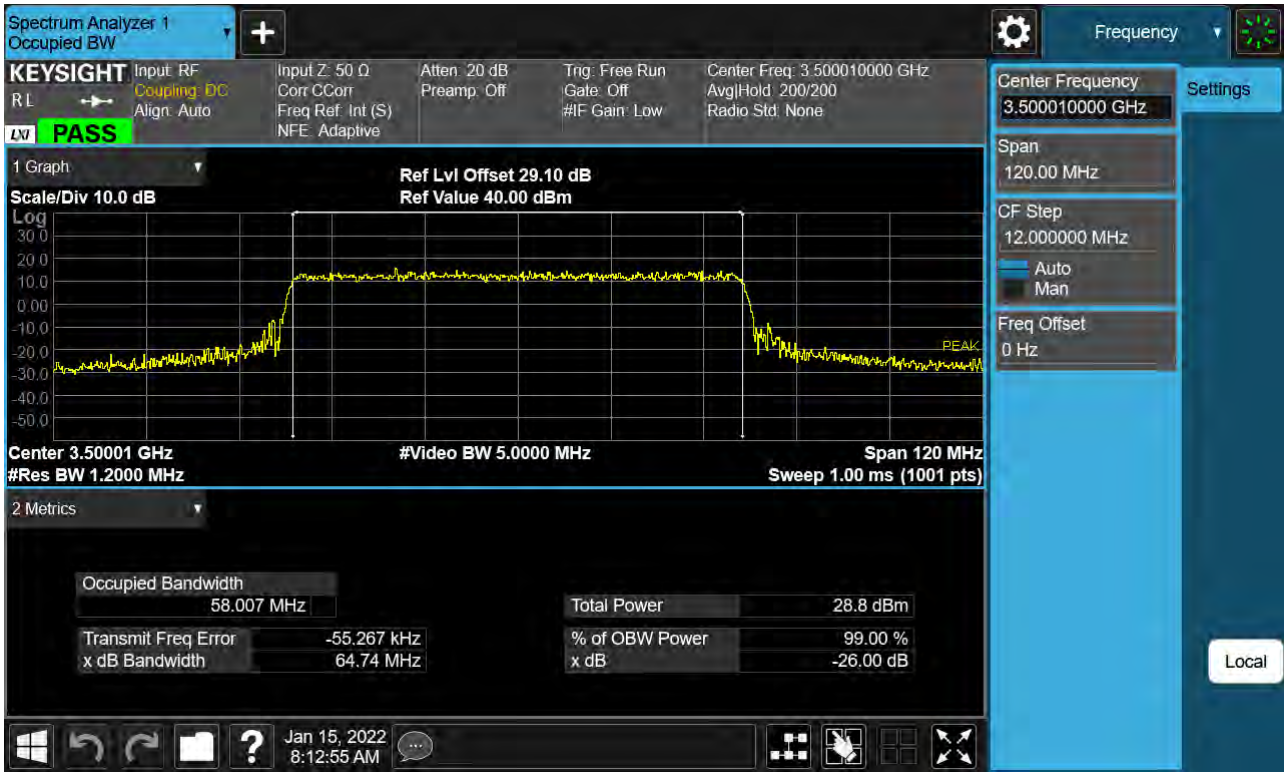 Spectrum Analyzer 1
Occupied BW
Frequency
KEYSIGHT
RL
LXI
PASS
Input: RF
Coupling: DC
Align: Auto
Input Z: 50 Ω
Corr CCorr
Freq Ref: Int (S)
NFE: Adaptive
Atten: 20 dB
Preamp: Off
Trig: Free Run
Gate: Off
#IF Gain: Low
Center Freq: 3.500010000 GHz
Avg|Hold: 200/200
Radio Std: None
Center Frequency
3.500010000 GHz
Settings
Span
120.00 MHz
CF Step
12.000000 MHz
Auto
Man
Freq Offset
0 Hz
1 Graph
Scale/Div 10.0 dB
Ref Lvl Offset 29.10 dB
Ref Value 40.00 dBm
Log
30.0
20.0
10.0
0.00
-10.0
-20.0
-30.0
-40.0
-50.0
PEAK
Center 3.50001 GHz
#Video BW 5.0000 MHz
Span 120 MHz
#Res BW 1.2000 MHz
Sweep 1.00 ms (1001 pts)
2 Metrics
Occupied Bandwidth
58.007 MHz
Total Power 28.8 dBm
Transmit Freq Error -55.267 kHz
% of OBW Power 99.00 %
x dB Bandwidth 64.74 MHz
x dB -26.00 dB
Local
?
Jan 15, 2022
8:12:55 AM